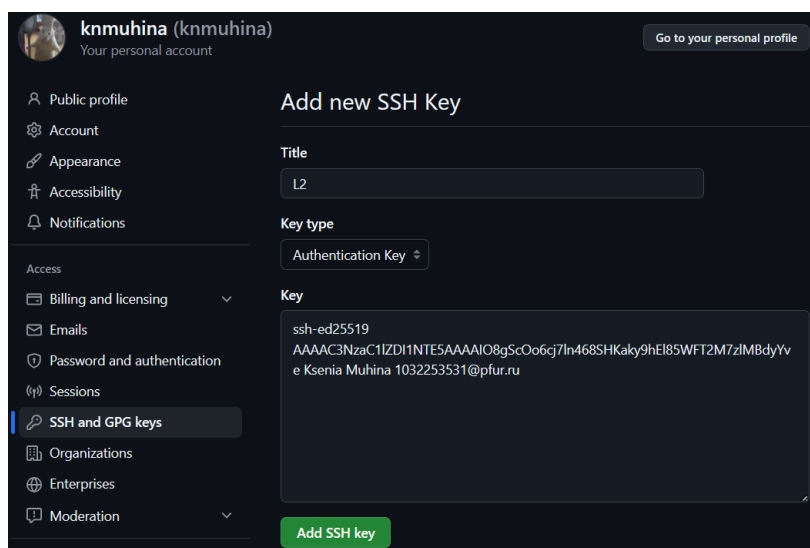 knmuhina (knmuhina)
Your personal account
Go to your personal profile
Public profile
Account
Appearance
Accessibility
Notifications
Access
Billing and licensing
Emails
Password and authentication
Sessions
SSH and GPG keys
Organizations
Enterprises
Moderation
Add new SSH Key
Title
L2
Key type
Authentication Key
Key
ssh-ed25519
AAAAC3NzaC1lZDI1NTE5AAAAIO8gScOo6cj7ln468SHKaky9hEl85WFT2M7zlMBdyYv
e Ksenia Muhina 1032253531@pfur.ru
Add SSH key